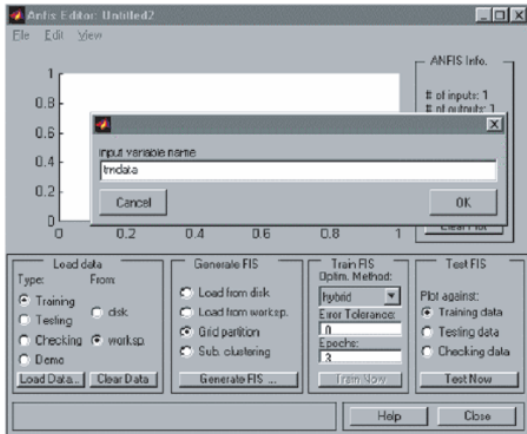 Anfis Editor: Untitled2
File Edit View
ANFIS Info.
# of inputs: 1
# of outputs: 1
1
0.8
0.6
0.4
0.2
0
0 0.2 0.4 0.6 0.8 1
input variable name
trndata
Cancel OK
Clear Plot
Load data
Type: From:
Training
disk
Testing
Checking worksp.
Demo
Load Data... Clear Data
Generate FIS
Load from disk
Load from worksp.
Grid partition
Sub. clustering
Generate FIS ...
Train FIS
Optim. Method:
hybrid
Error Tolerance:
0
Epochs:
3
Train Now
Test FIS
Plot against:
Training data
Testing data
Checking data
Test Now
Help Close